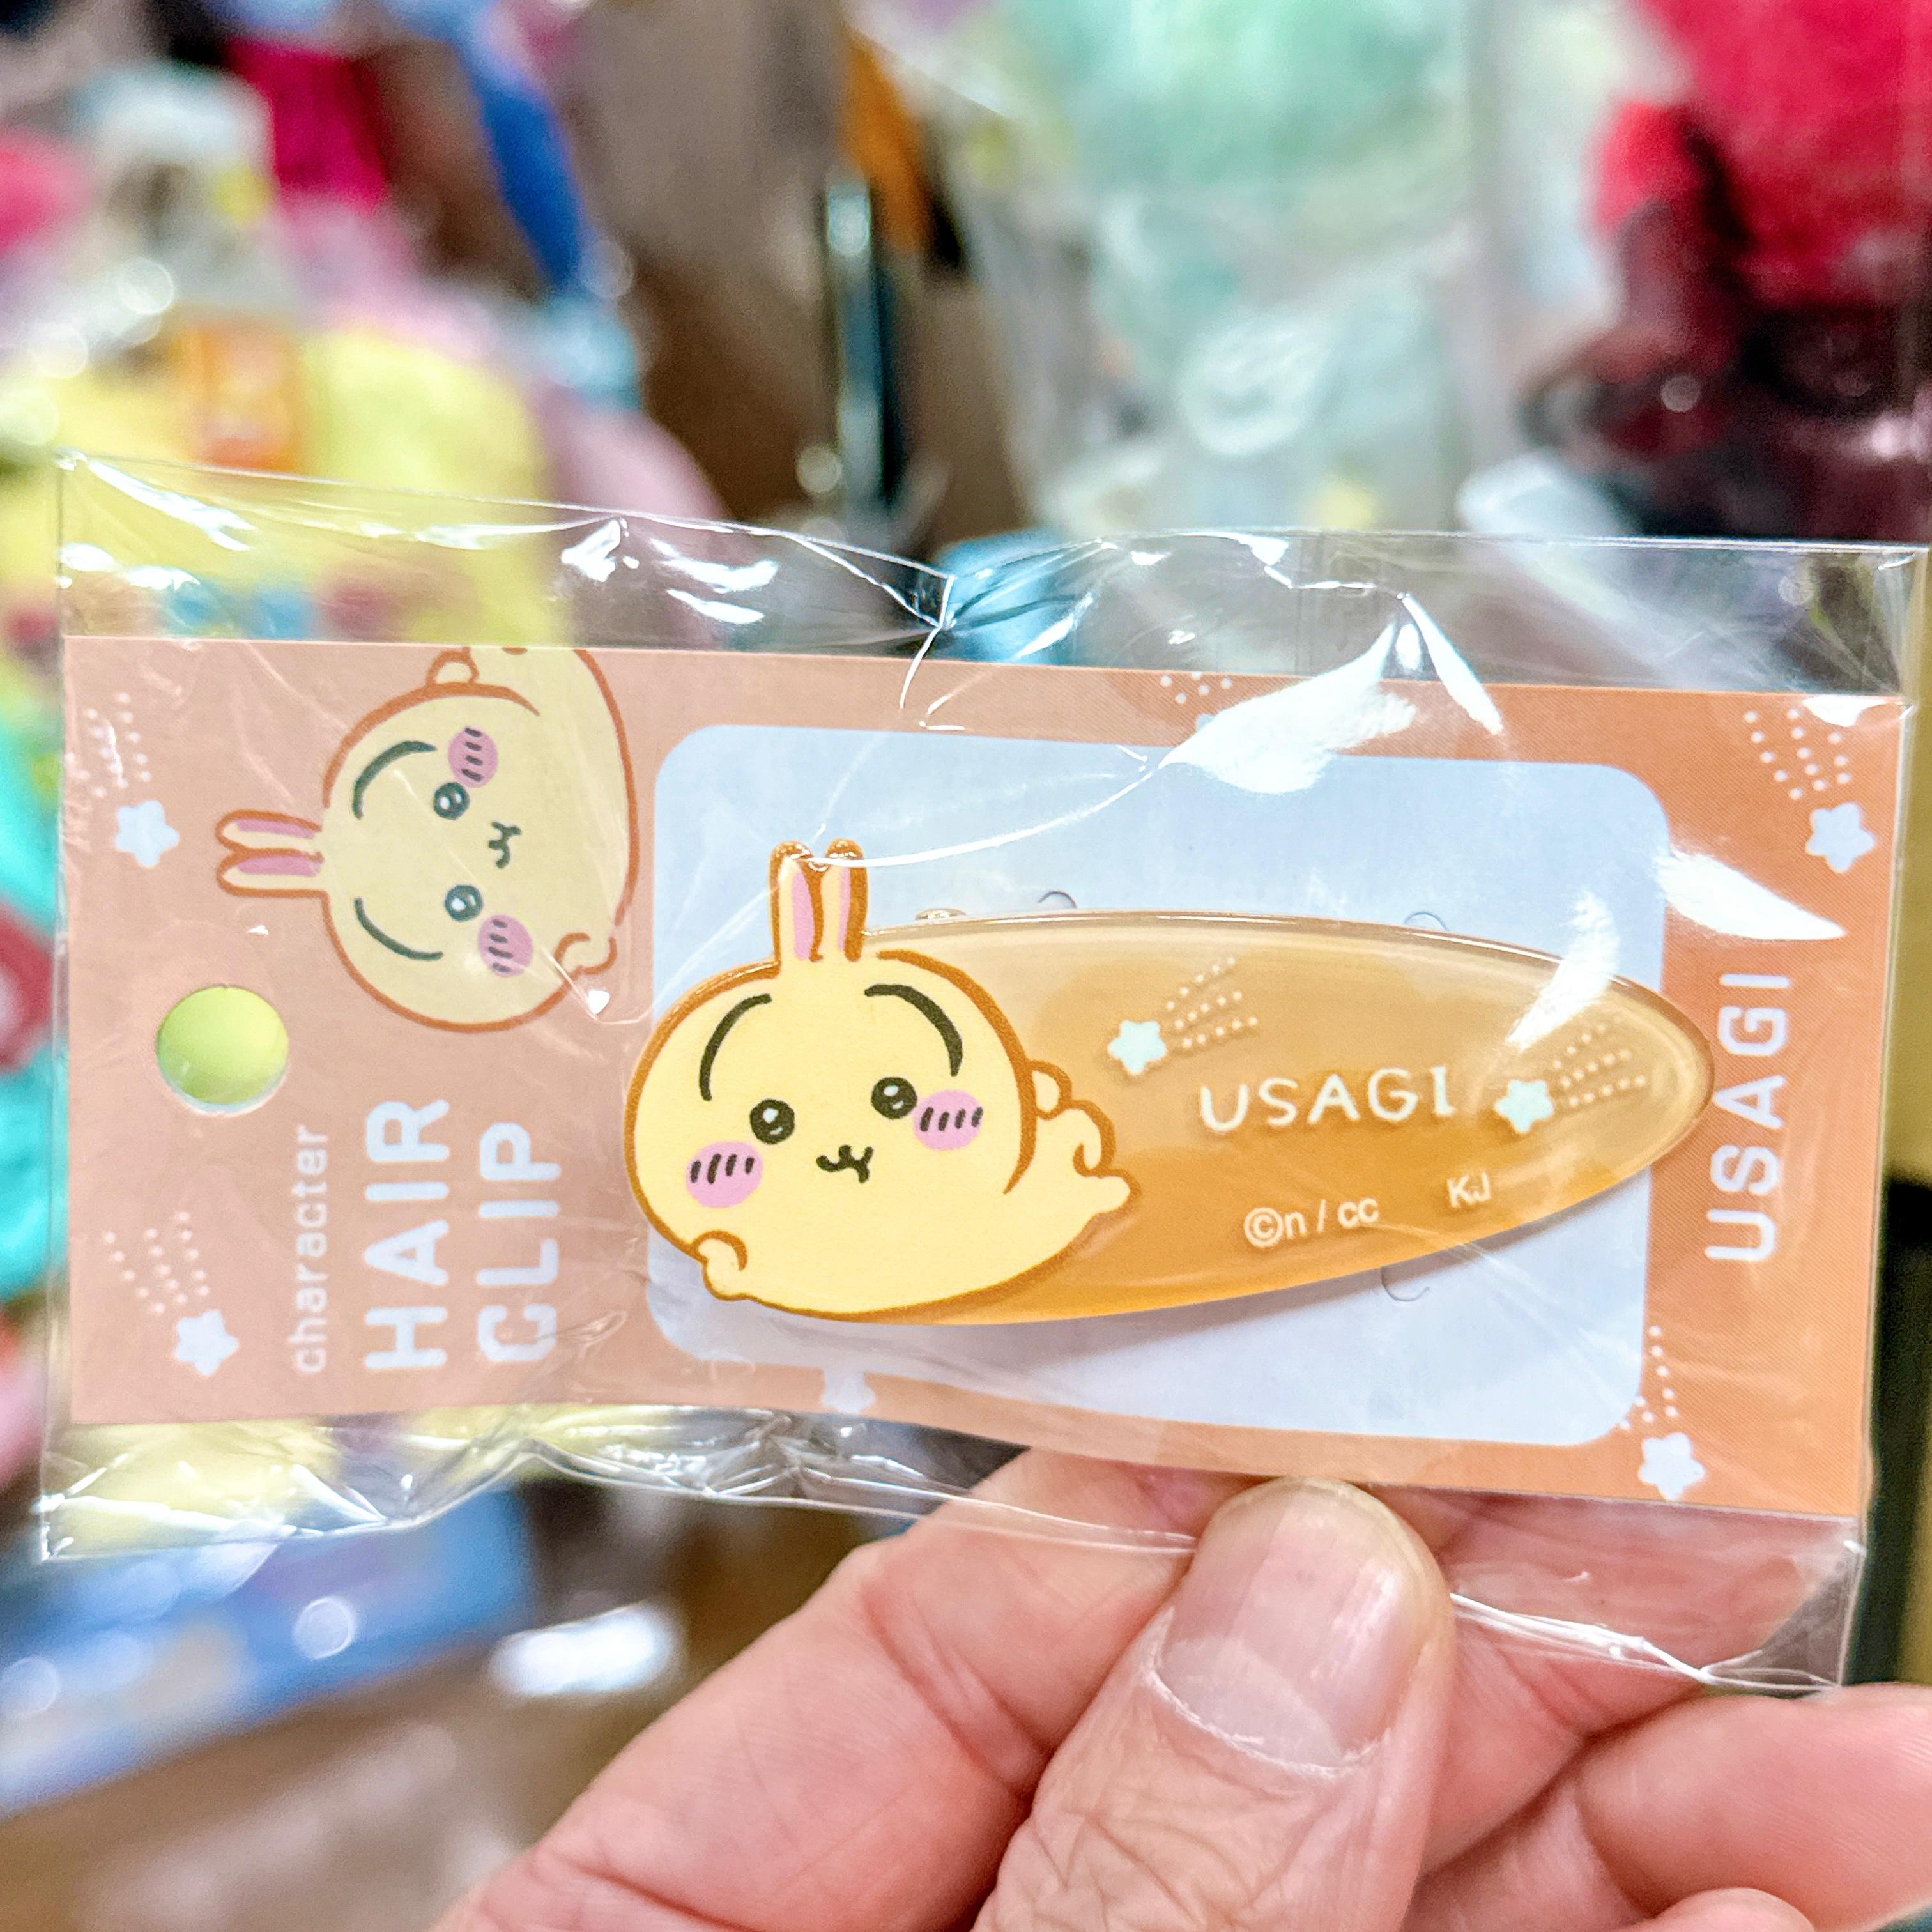 character
HAIR
CLIP
USAGI
©n / cc KJ
USAGI